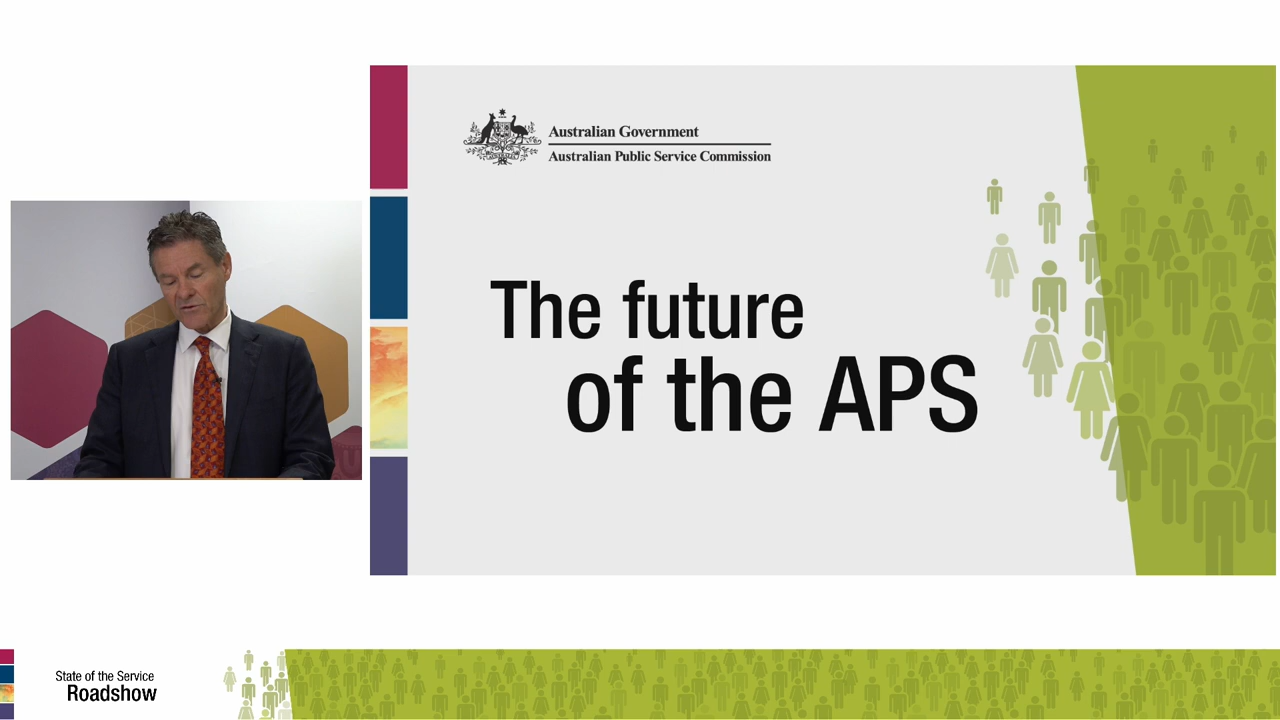 Australian Government
Australian Public Service Commission
The future
of the APS
State of the Service
Roadshow